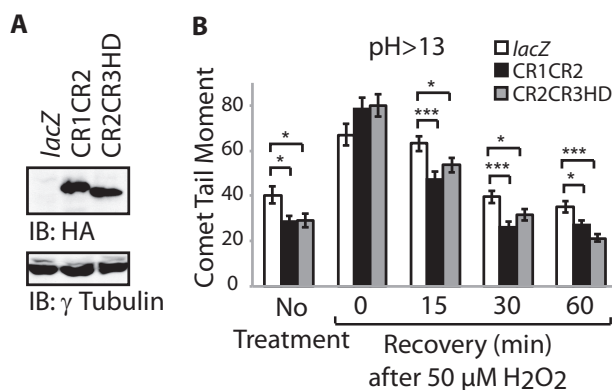 A
lacZ
CR1CR2
CR2CR3HD
IB: HA
IB: γ Tubulin
B
pH>13
lacZ
CR1CR2
CR2CR3HD
Comet Tail Moment
80
60
40
20
0
*
*
*
***
*
***
***
*
No Treatment
0
15
30
60
Recovery (min)
after 50 µM H2O2